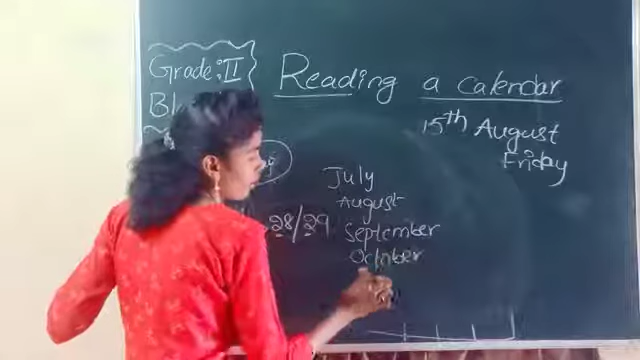 Grade: II
Reading a calendar
15th August
Friday
July
August
28/29
September
October